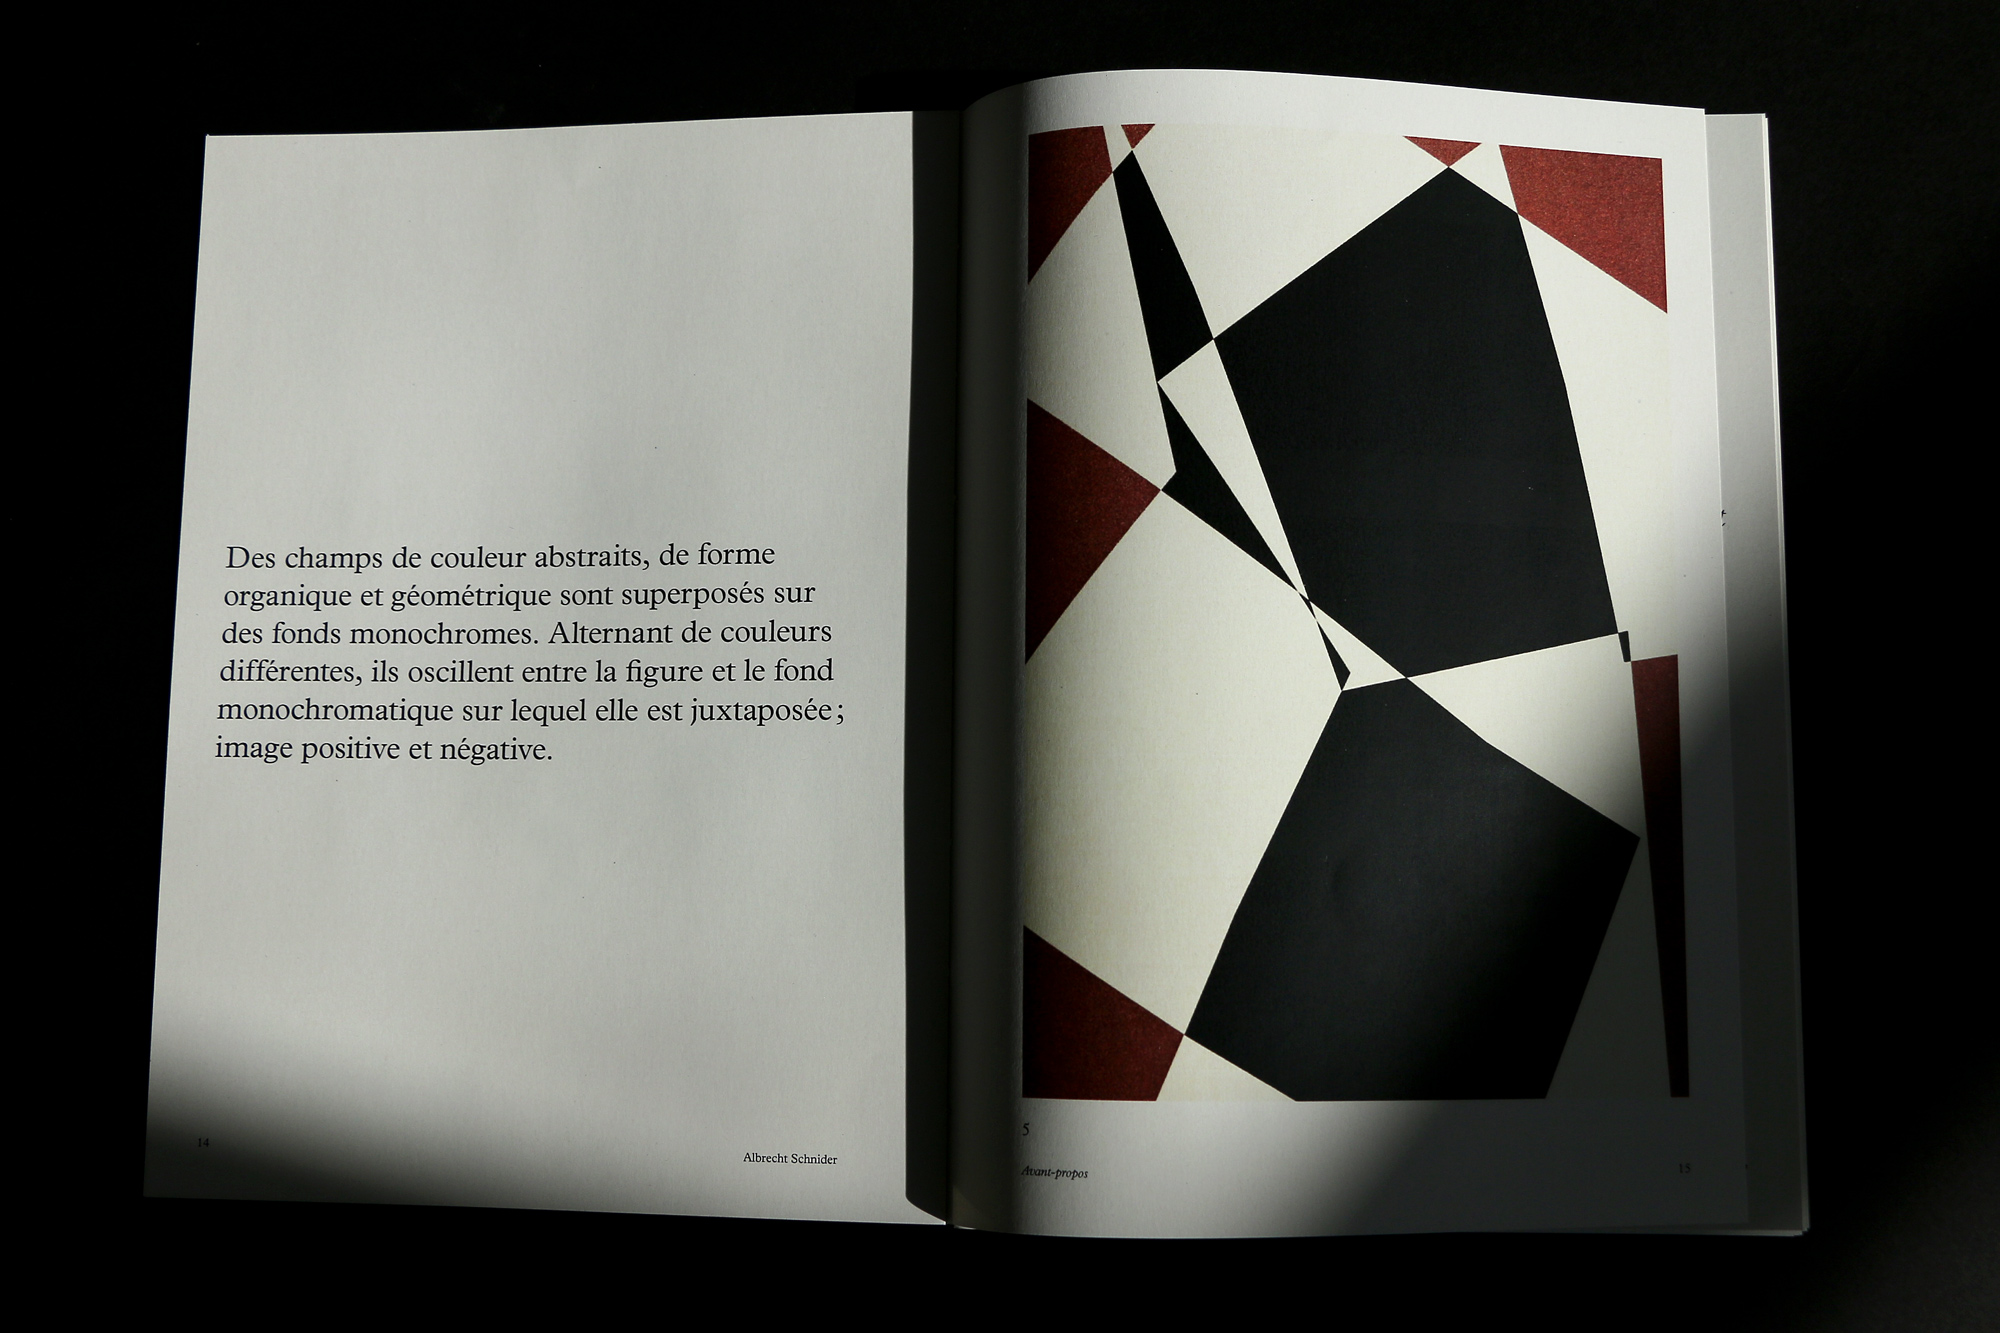 Des champs de couleur abstraits, de forme
organique et géométrique sont superposés sur
des fonds monochromes. Alternant de couleurs
différentes, ils oscillent entre la figure et le fond
monochromatique sur lequel elle est juxtaposée ;
image positive et négative.
14
Albrecht Schnider
5
Avant-propos
15